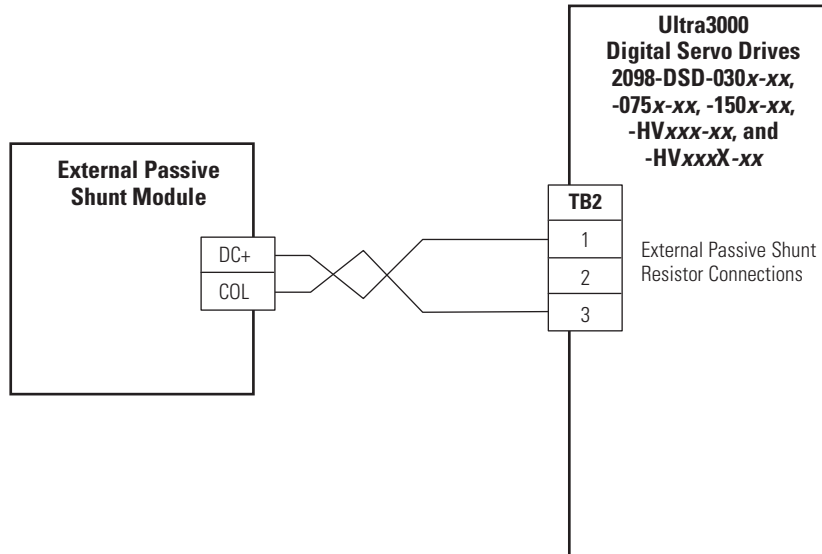 Ultra3000
Digital Servo Drives
2098-DSD-030x-xx,
-075x-xx, -150x-xx,
-HVxxx-xx, and
-HVxxxX-xx
External Passive
Shunt Module
DC+
COL
TB2
1
2
3
External Passive Shunt
Resistor Connections